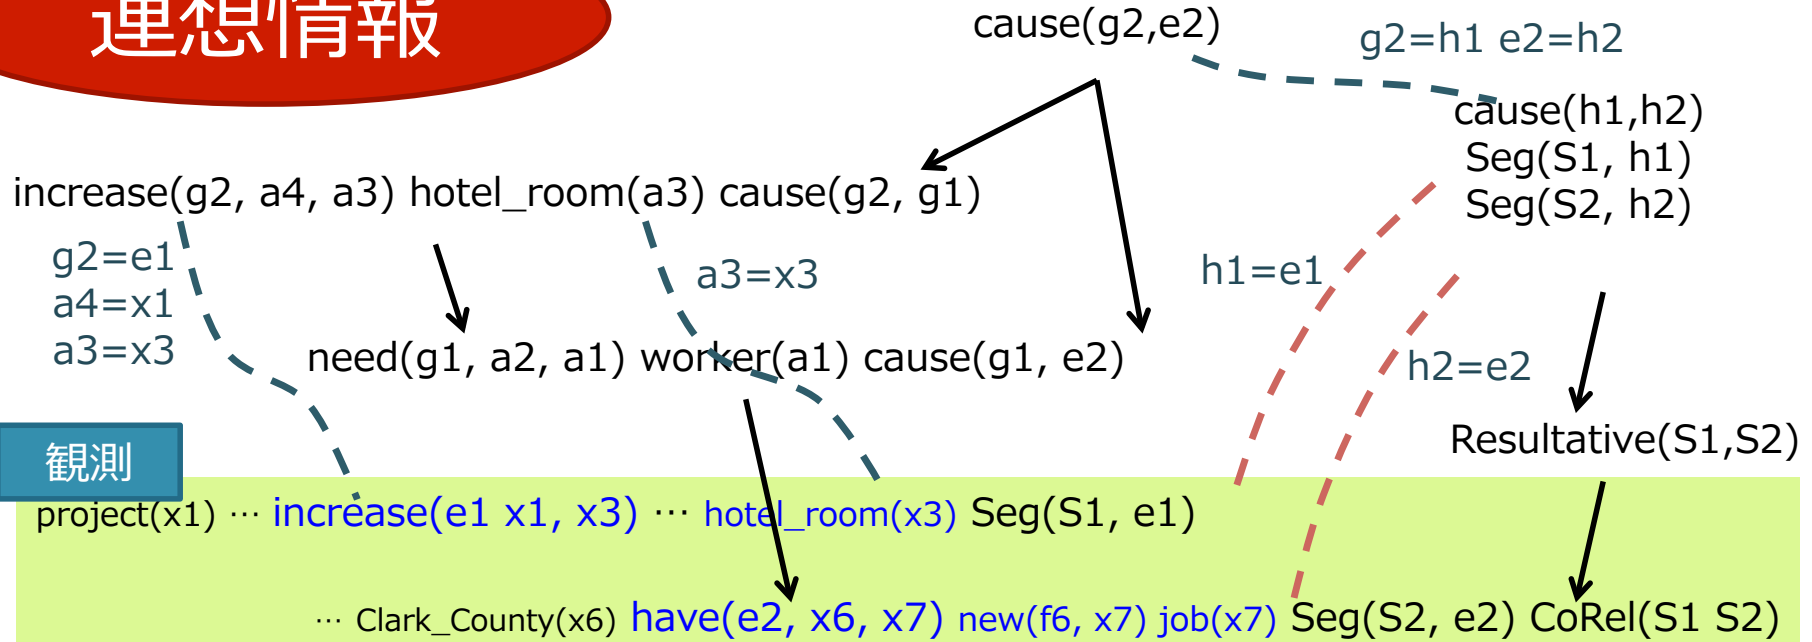 連想情報
cause(g2,e2)
g2=h1 e2=h2
cause(h1,h2)
Seg(S1, h1)
Seg(S2, h2)
increase(g2, a4, a3) hotel_room(a3) cause(g2, g1)
g2=e1
a4=x1
a3=x3
a3=x3
h1=e1
need(g1, a2, a1) worker(a1) cause(g1, e2)
h2=e2
観測
Resultative(S1,S2)
project(x1) … increase(e1 x1, x3) … hotel_room(x3) Seg(S1, e1)
… Clark_County(x6) have(e2, x6, x7) new(f6, x7) job(x7) Seg(S2, e2) CoRel(S1 S2)